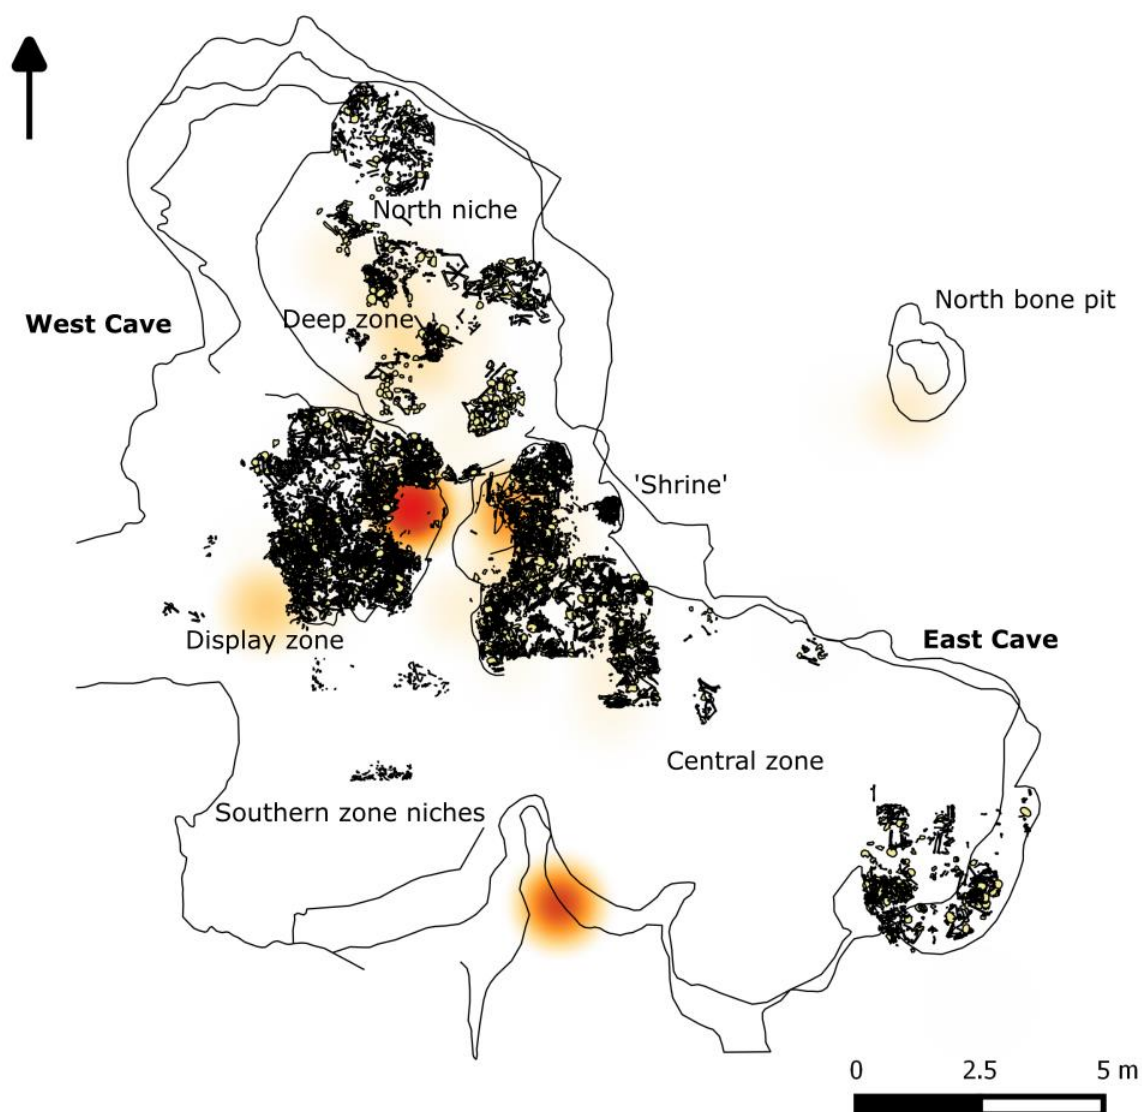 North niche
North bone pit
Deep zone
West Cave
'Shrine'
Display zone
East Cave
Central zone
1
Southern zone niches
0 2.5 5 m